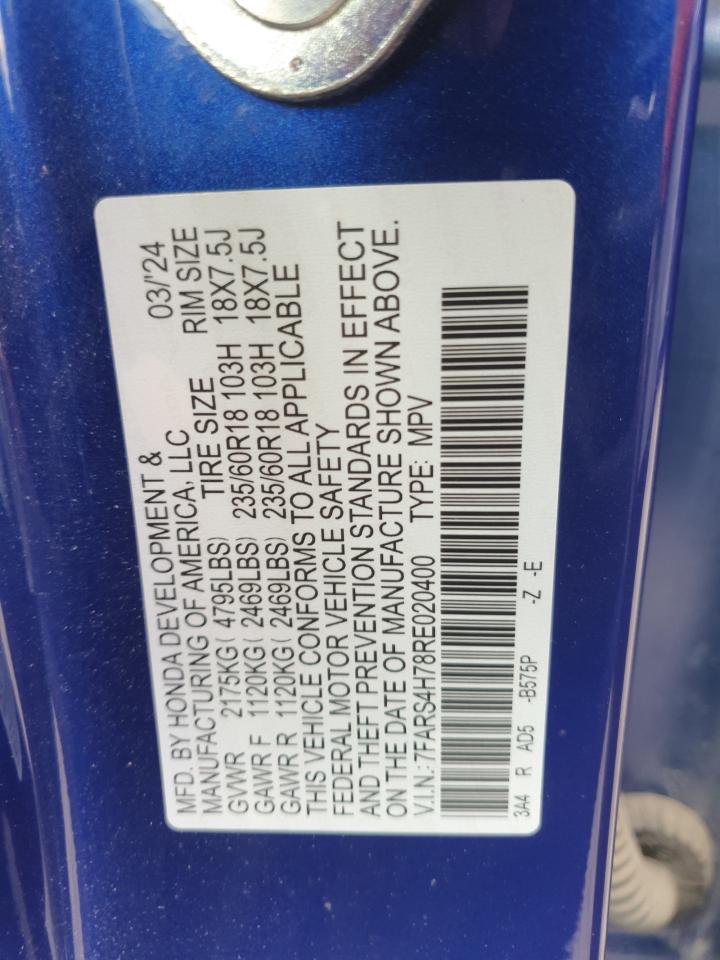 MFD. BY HONDA DEVELOPMENT & 03/'24
MANUFACTURING OF AMERICA, LLC RIM SIZE
TIRE SIZE
GVWR 2175KG( 4795LBS)
GAWR F 1120KG( 2469LBS) 235/60R18 103H 18X7.5J
GAWR R 1120KG( 2469LBS) 235/60R18 103H 18X7.5J
THIS VEHICLE CONFORMS TO ALL APPLICABLE
FEDERAL MOTOR VEHICLE SAFETY
AND THEFT PREVENTION STANDARDS IN EFFECT
ON THE DATE OF MANUFACTURE SHOWN ABOVE.
V.I.N.: 7FARS4H78RE020400 TYPE: MPV
3A4 R AD5 -B575P -Z -E